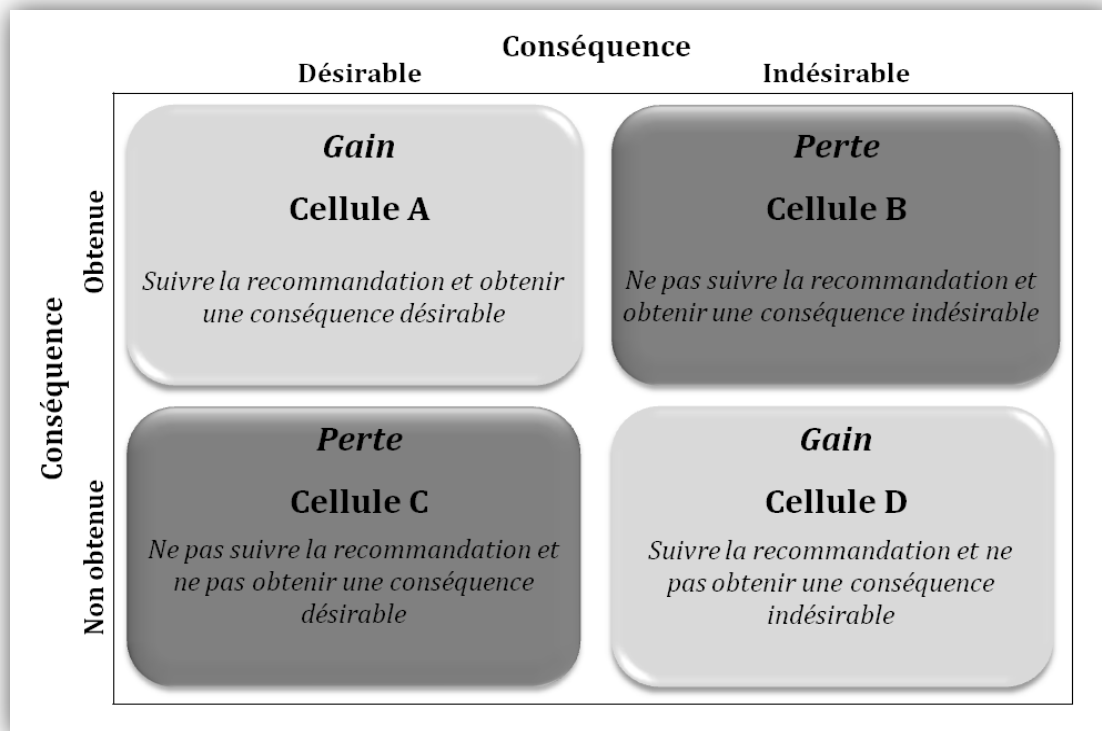 Conséquence
Désirable
Indésirable
Conséquence
Obtenue
Gain
Cellule A
Suivre la recommandation et obtenir
une conséquence désirable
Perte
Cellule B
Ne pas suivre la recommandation et
obtenir une conséquence indésirable
Non obtenue
Perte
Cellule C
Ne pas suivre la recommandation et
ne pas obtenir une conséquence
désirable
Gain
Cellule D
Suivre la recommandation et ne
pas obtenir une conséquence
indésirable